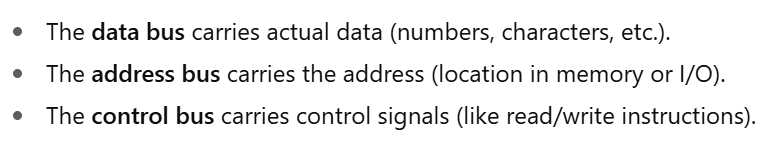 • The data bus carries actual data (numbers, characters, etc.).
• The address bus carries the address (location in memory or I/O).
• The control bus carries control signals (like read/write instructions).